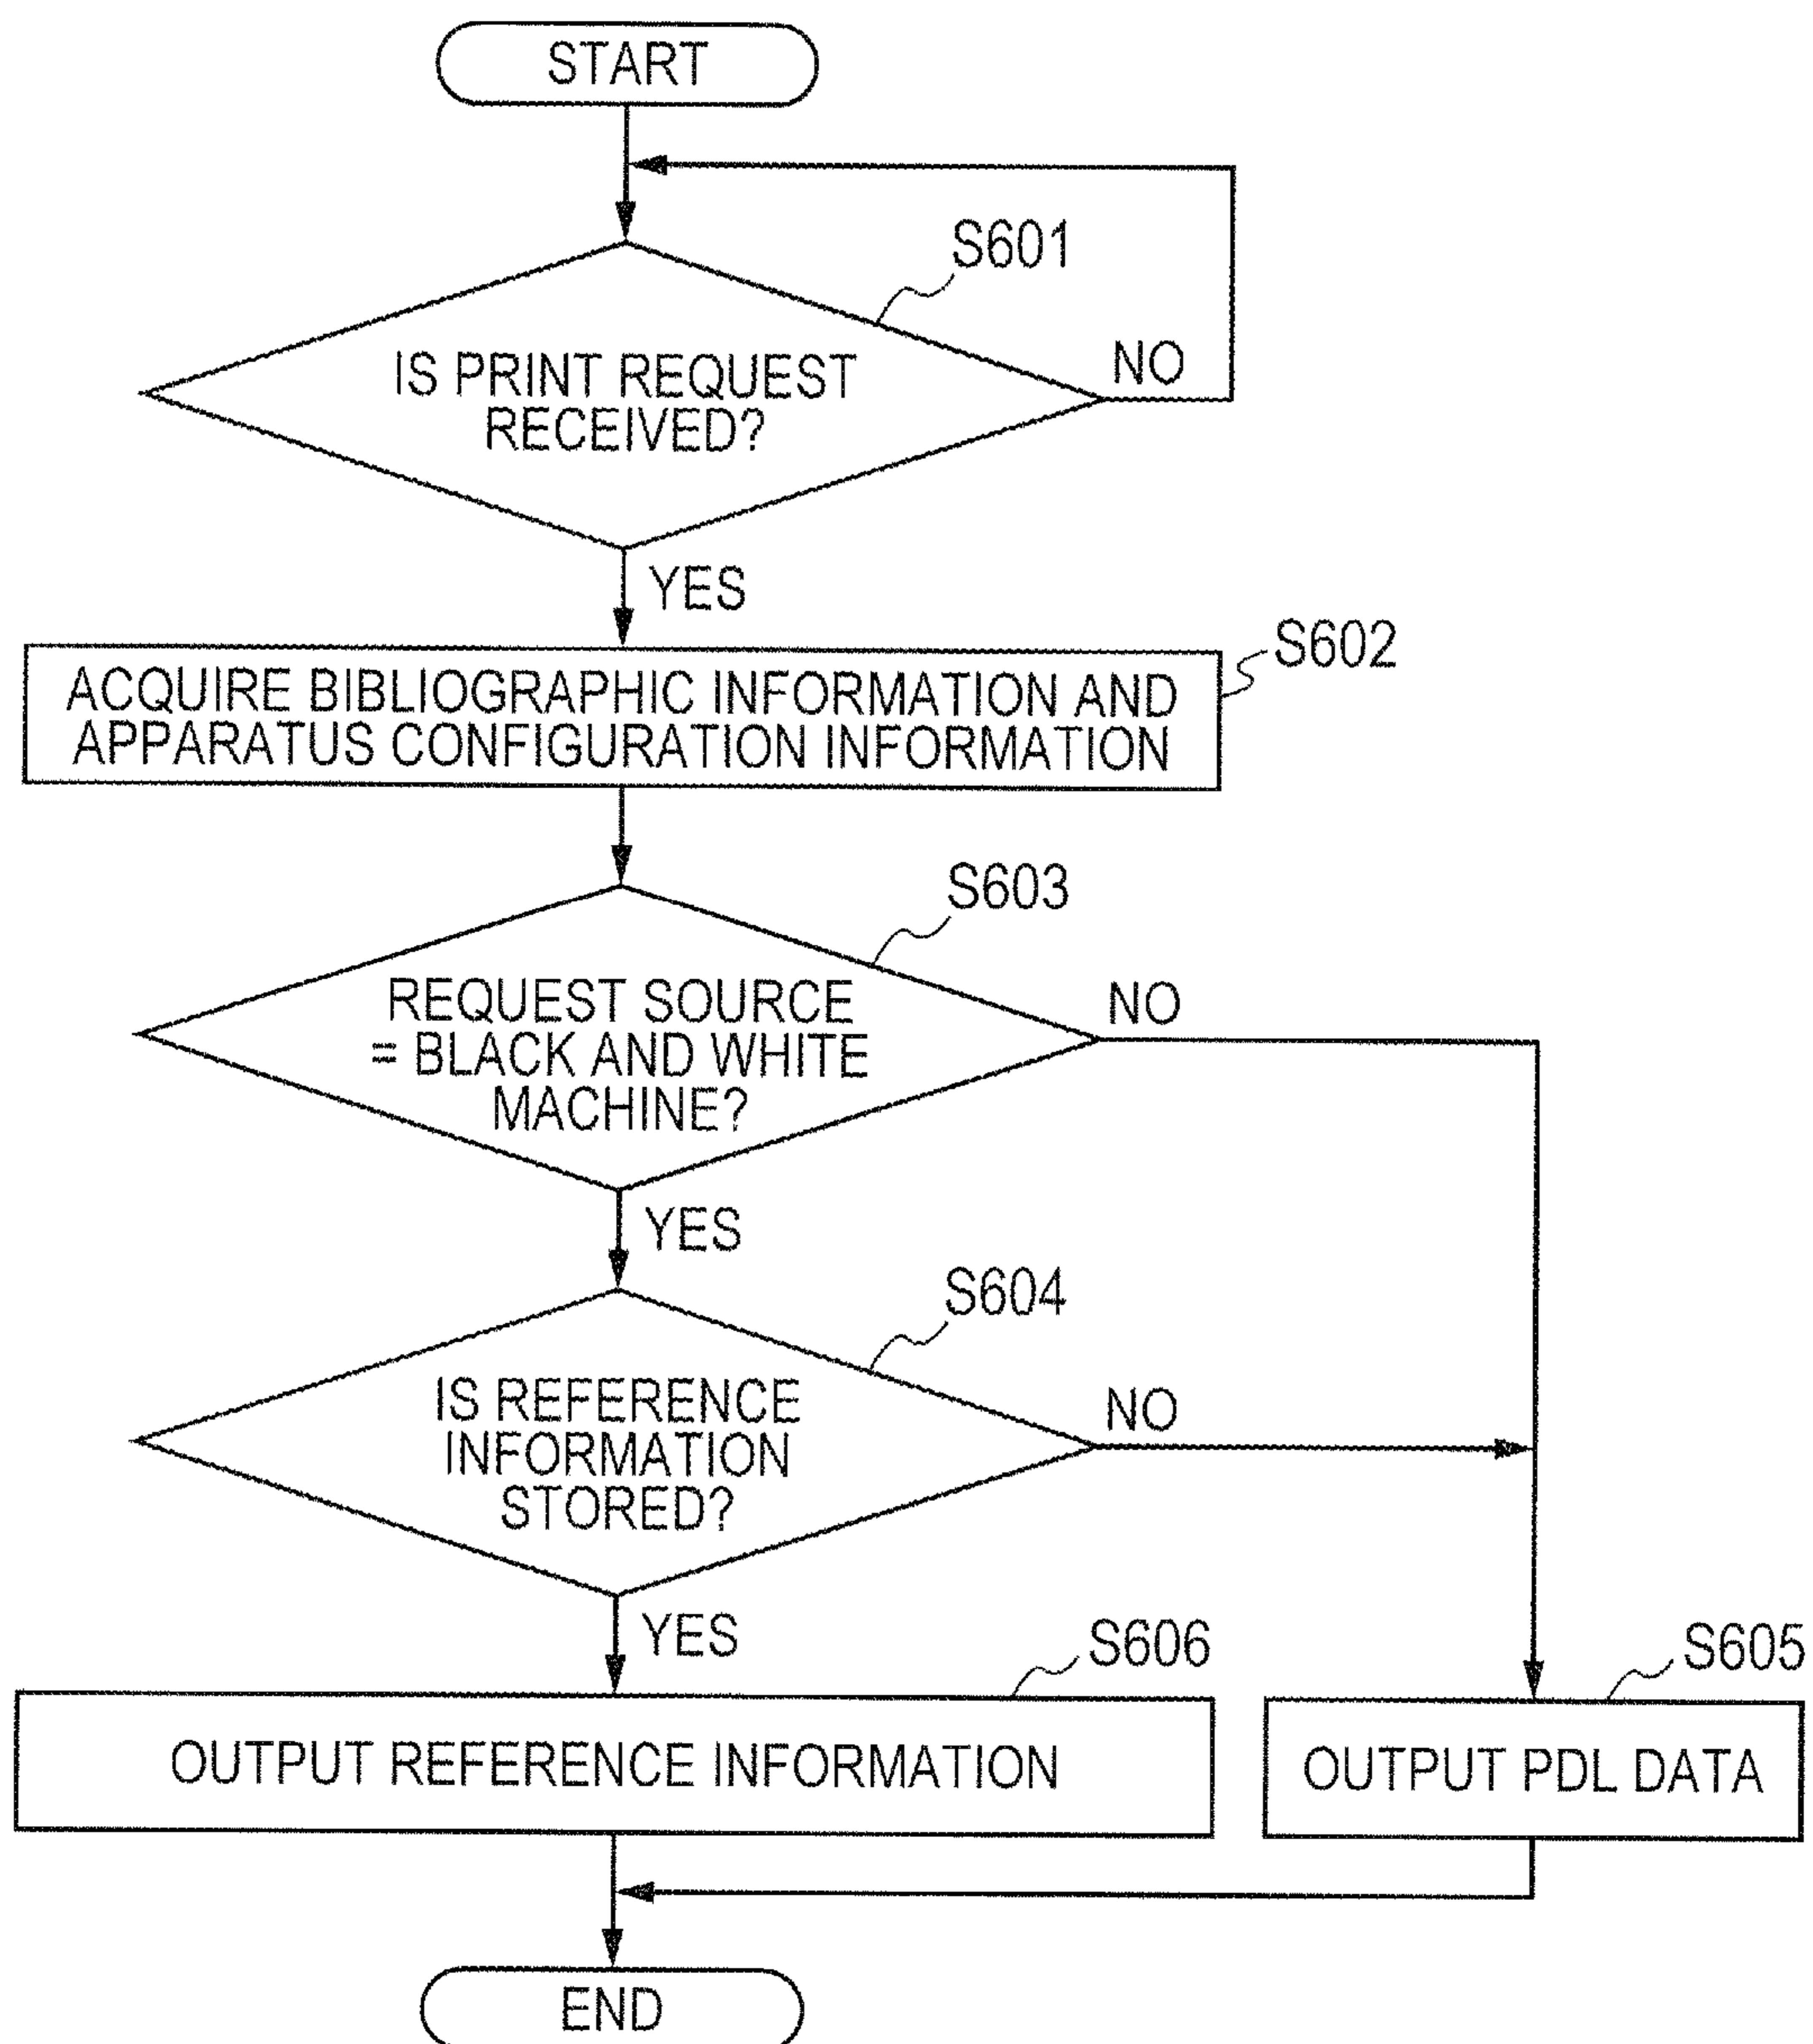 START
S601
IS PRINT REQUEST
RECEIVED?
NO
YES
S602
ACQUIRE BIBLIOGRAPHIC INFORMATION AND
APPARATUS CONFIGURATION INFORMATION
S603
REQUEST SOURCE
= BLACK AND WHITE
MACHINE?
NO
YES
S604
IS REFERENCE
INFORMATION
STORED?
NO
YES
S606
OUTPUT REFERENCE INFORMATION
S605
OUTPUT PDL DATA
END